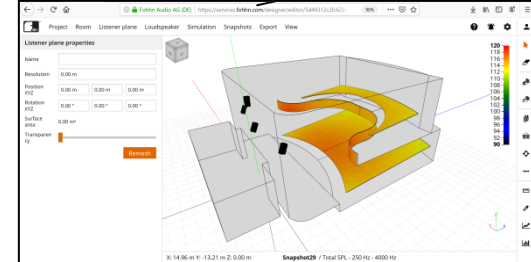 Fohhn Audio AG (DE) https://services.fohhn.com/designer/editor/
90%
Project Room Listener plane Loudspeaker Simulation Snapshots Export View
Listener plane properties
Name
Resolution 0.00 m
Position XYZ 0.00 m 0.00 m 0.00 m
Rotation XYZ 0.00 ° 0.00 ° 0.00 °
Surface area 0.00 m²
Transparen
cy
Remesh
120
118
116
114
112
110
108
106
104
102
100
98
96
94
92
90
X: 14.96 m Y: -13.21 m Z: 0.00 m Snapshot29 / Total SPL - 250 Hz - 4000 Hz